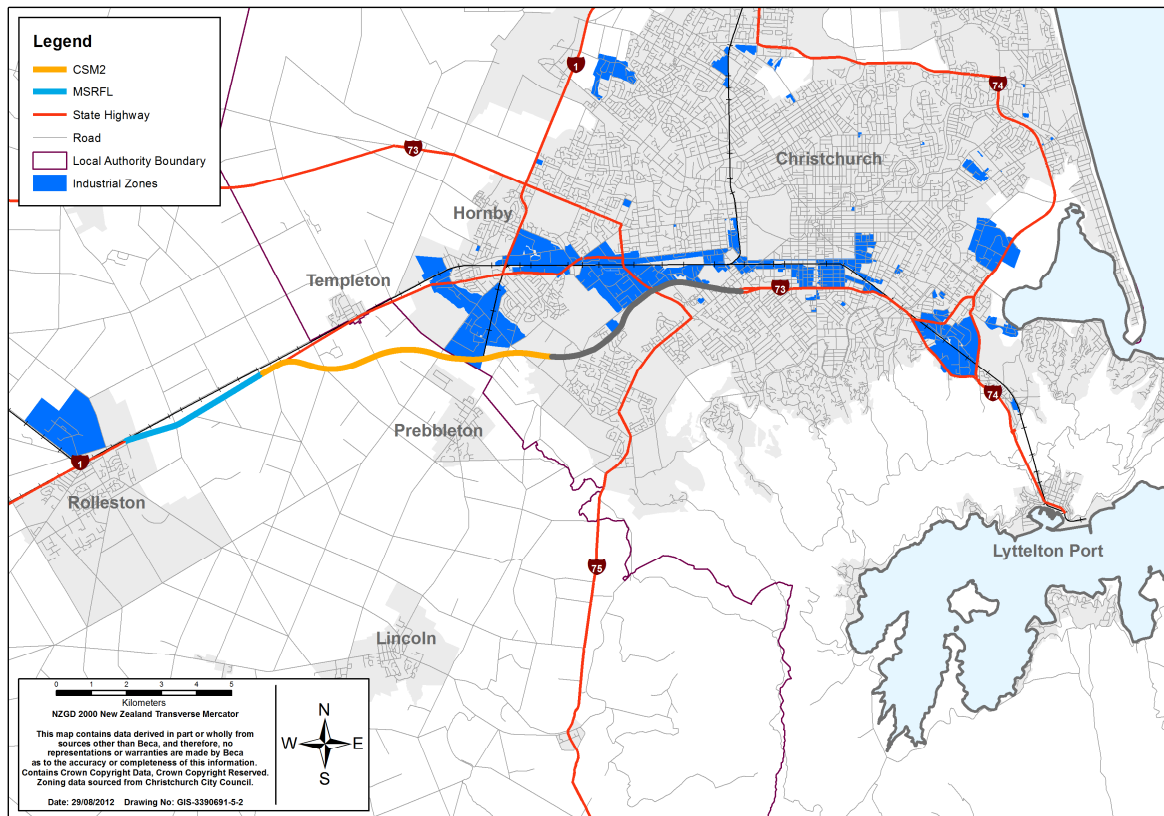 Legend
CSM2
MSRFL
State Highway
Road
Local Authority Boundary
Industrial Zones
1
74
73
Christchurch
Hornby
Templeton
73
Prebbleton
74
1
Rolleston
Lyttelton Port
75
Lincoln
0 1 2 3 4 5
Kilometers
NZGD 2000 New Zealand Transverse Mercator
This map contains data derived in part or wholly from
sources other than Beca, and therefore, no
representations or warranties are made by Beca
as to the accuracy or completeness of this information.
Contains Crown Copyright Data, Crown Copyright Reserved.
Zoning data sourced from Christchurch City Council.
Date: 29/08/2012 Drawing No: GIS-3390691-5-2
N
W E
S